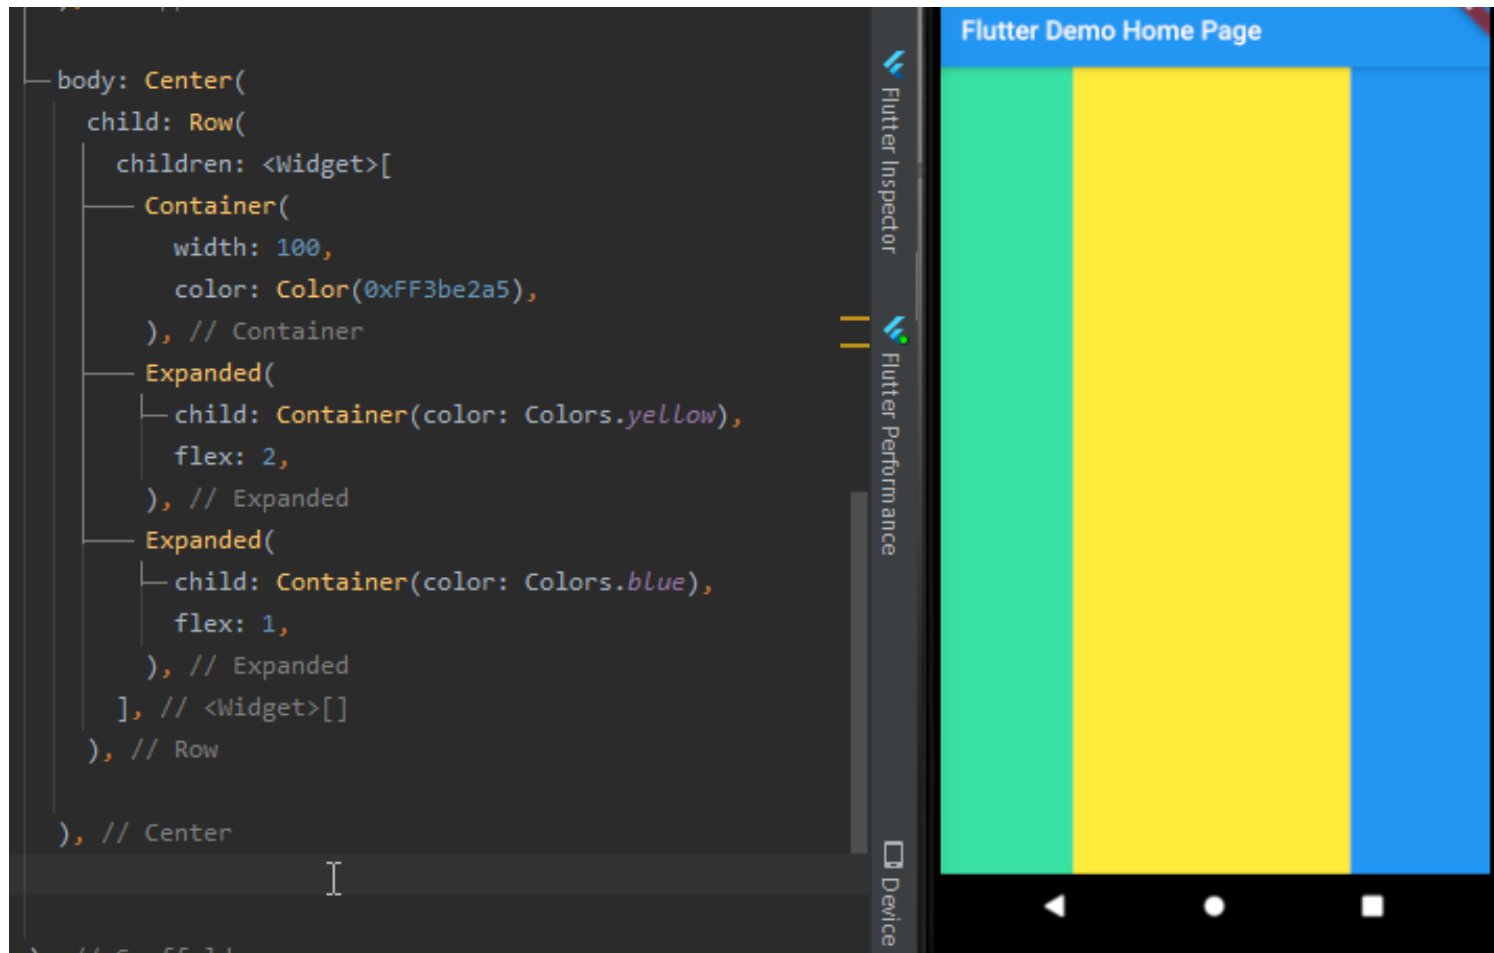 body: Center(
child: Row(
children: <Widget>[
Container(
width: 100,
color: Color(0xFF3be2a5),
), // Container
Expanded(
child: Container(color: Colors.yellow),
flex: 2,
), // Expanded
Expanded(
child: Container(color: Colors.blue),
flex: 1,
), // Expanded
], // <Widget>[]
), // Row
), // Center
Flutter Inspector
Flutter Performance
Device
Flutter Demo Home Page